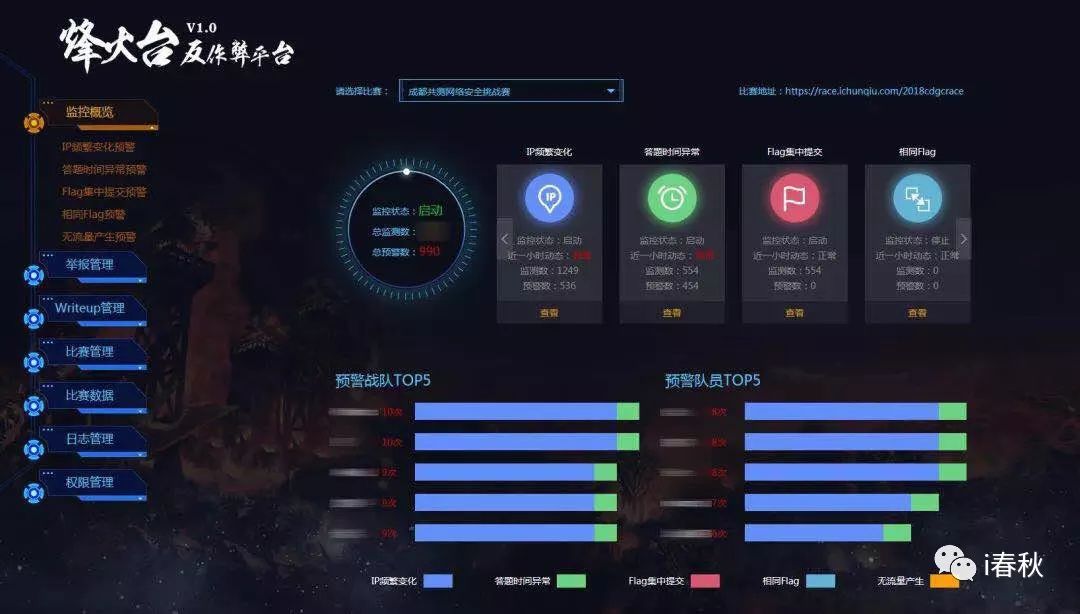 烽火台 V1.0
反作弊平台
请选择比赛： 成都共测网络安全挑战赛
比赛地址：https://race.ichunqiu.com/2018cdgcrace
监控概览
IP频繁变化预警
答题时间异常预警
Flag集中提交预警
相同Flag预警
无流量产生预警
举报管理
Writeup管理
比赛管理
比赛数据
日志管理
权限管理
监控状态：启动
总监测数：
总预警数：990
IP频繁变化
IP
监控状态：启动
近一小时动态：
监测数：1249
预警数：536
查看
答题时间异常
监控状态：启动
近一小时动态：
监测数：554
预警数：454
查看
Flag集中提交
监控状态：启动
近一小时动态：正常
监测数：554
预警数：0
查看
相同Flag
监控状态：停止
近一小时动态：正常
监测数：0
预警数：0
查看
预警战队TOP5
10次
10次
9次
9次
9次
预警队员TOP5
8次
8次
8次
7次
6次
IP频繁变化
答题时间异常
Flag集中提交
相同Flag
无流量产生
i春秋